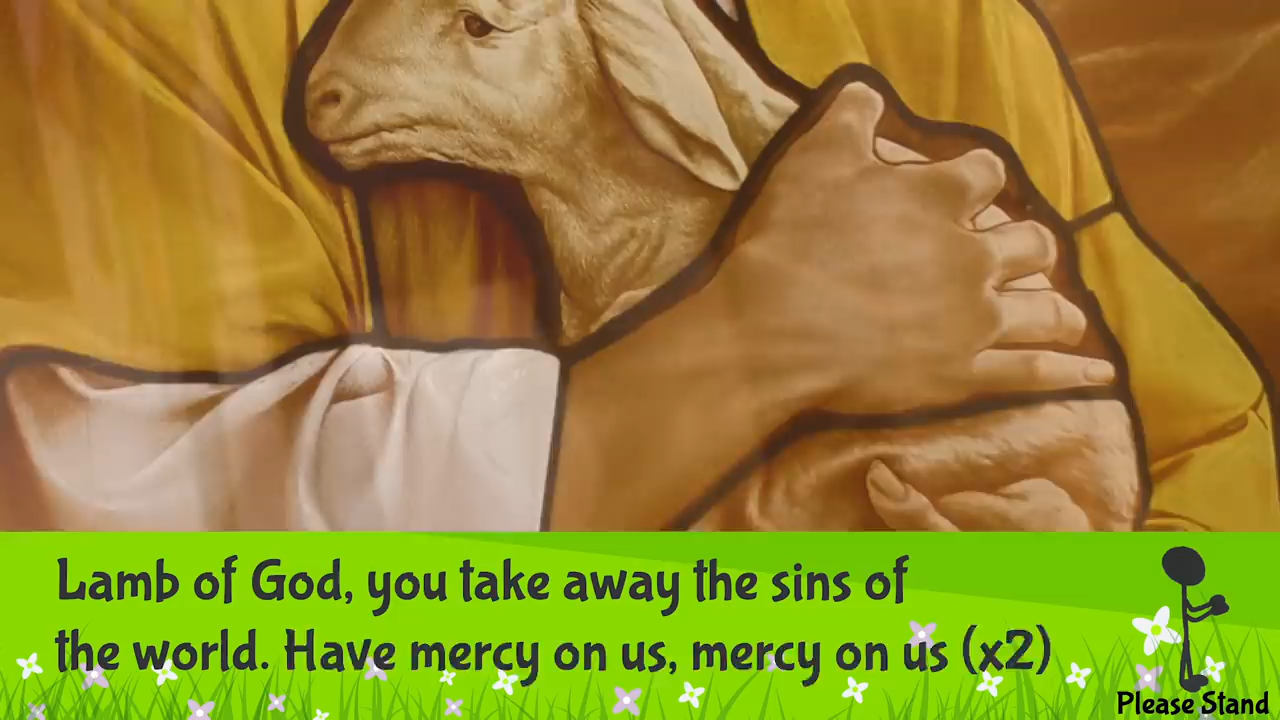 Lamb of God, you take away the sins of
the world. Have mercy on us, mercy on us (x2)
Please Stand